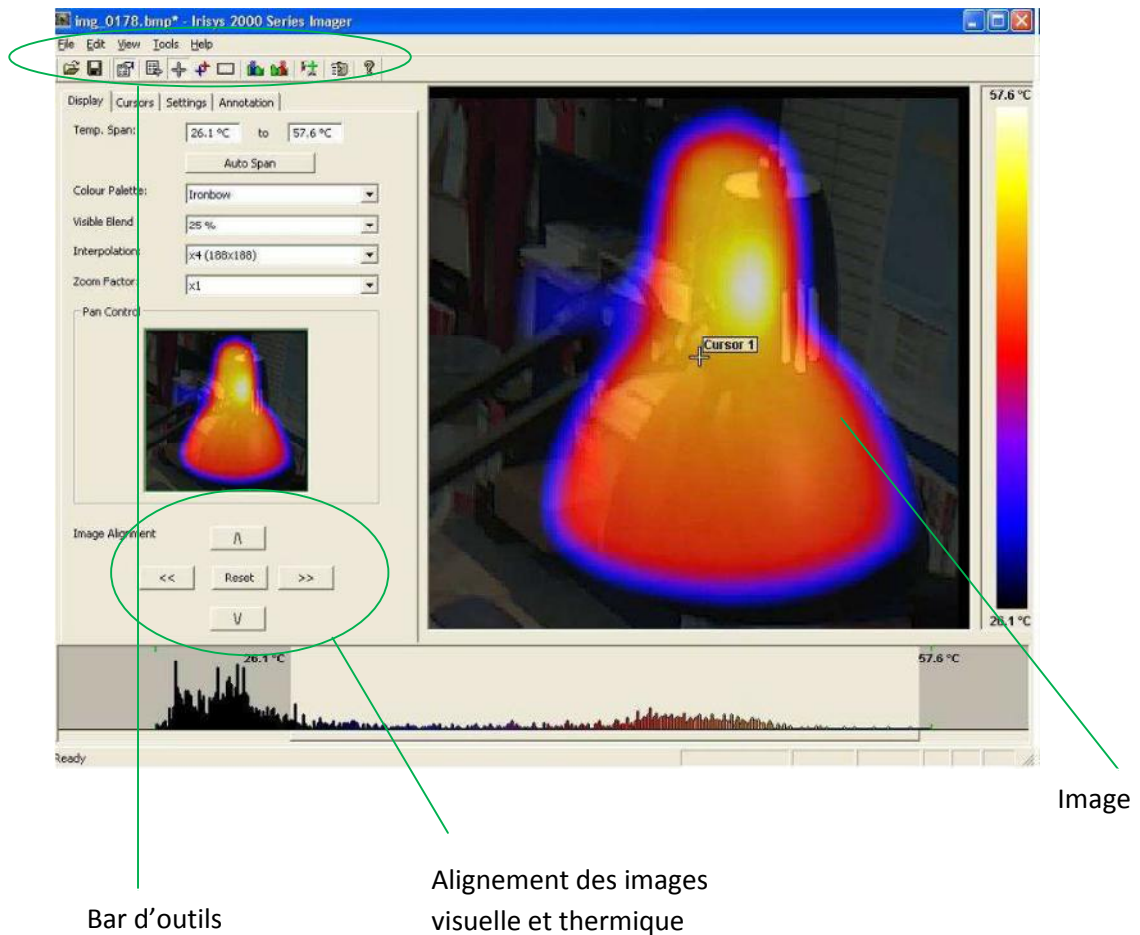 img_0178.bmp* - Irisys 2000 Series Imager
File Edit View Tools Help
Display Cursors Settings Annotation
Temp. Span: 26.1 °C to 57.6 °C
Auto Span
Colour Palette: Ironbow
Visible Blend 25 %
Interpolation: x4 (188x188)
Zoom Factor: x1
Pan Control
Image Alignment
/\
<< Reset >>
\/
Cursor 1
57.6 °C
26.1 °C
26.1 °C
57.6 °C
Ready
Image
Alignement des images
visuelle et thermique
Bar d’outils